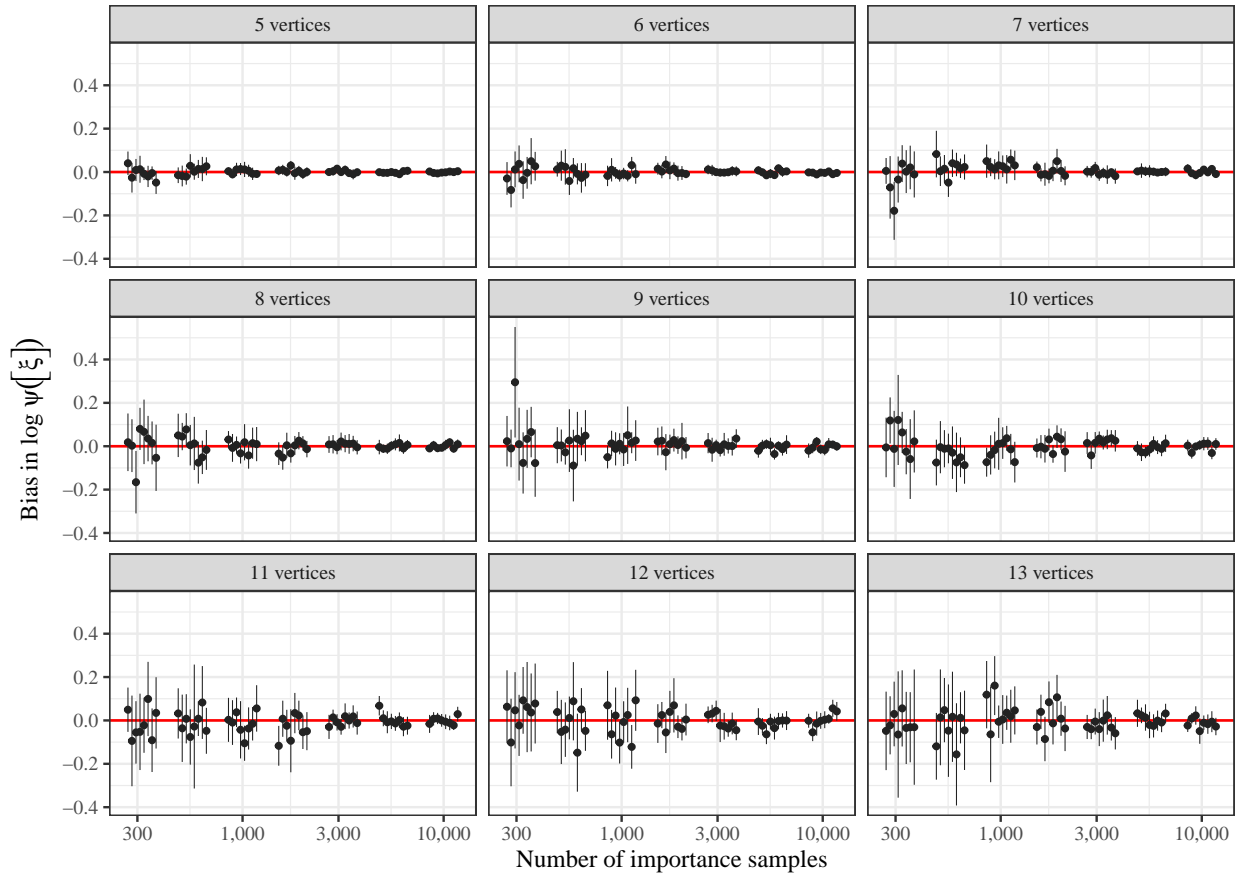 5 vertices
6 vertices
7 vertices
0.4
0.2
0.0
−0.2
−0.4
8 vertices
9 vertices
10 vertices
0.4
0.2
0.0
−0.2
−0.4
11 vertices
12 vertices
13 vertices
0.4
0.2
0.0
−0.2
−0.4
300 1,000 3,000 10,000
300 1,000 3,000 10,000
300 1,000 3,000 10,000
Number of importance samples
Bias in log ψ([ξ])